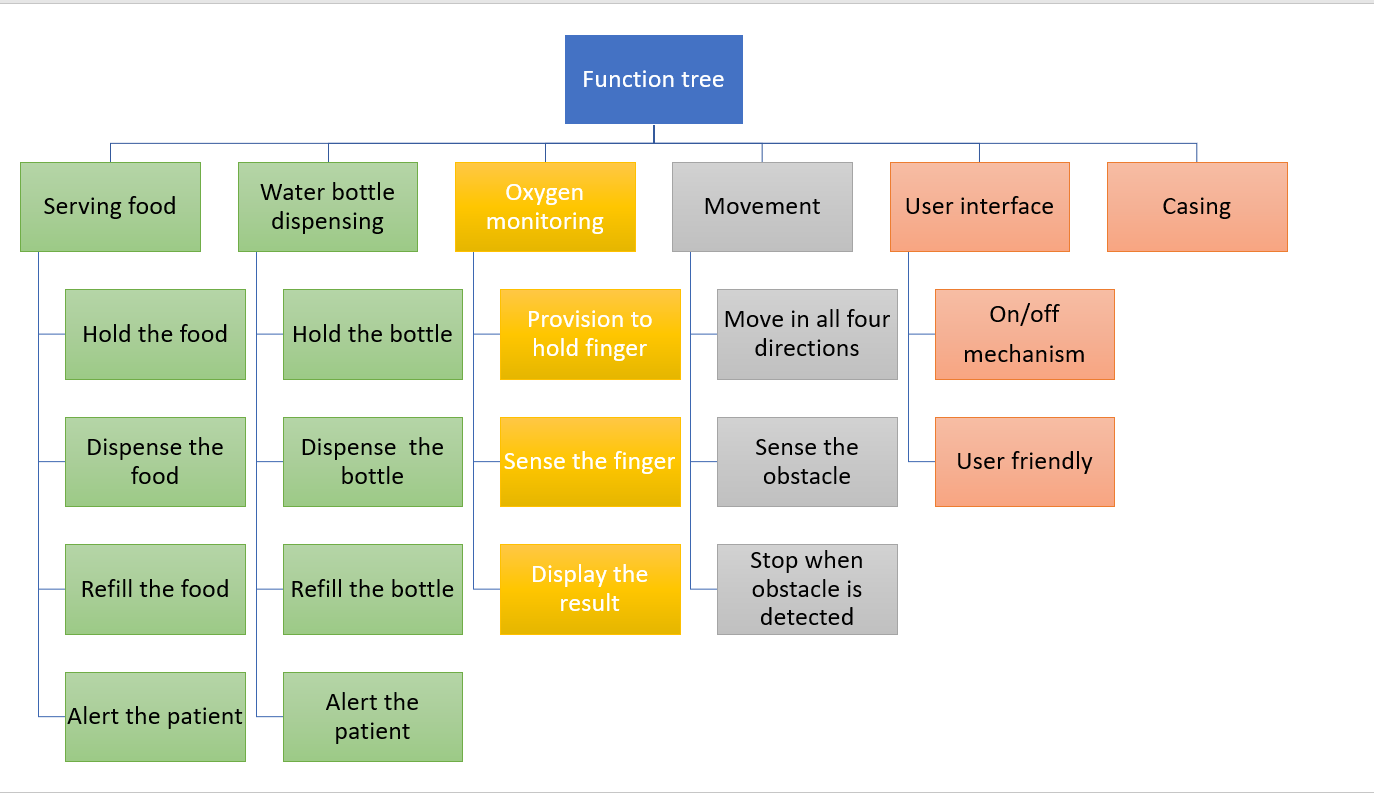 Function tree
Serving food
Water bottle
dispensing
Oxygen
monitoring
Movement
User interface
Casing
Hold the food
Dispense the
food
Refill the food
Alert the patient
Hold the bottle
Dispense  the
bottle
Refill the bottle
Alert the
patient
Provision to
hold finger
Sense the finger
Display the
result
Move in all four
directions
Sense the
obstacle
Stop when
obstacle is
detected
On/off
mechanism
User friendly